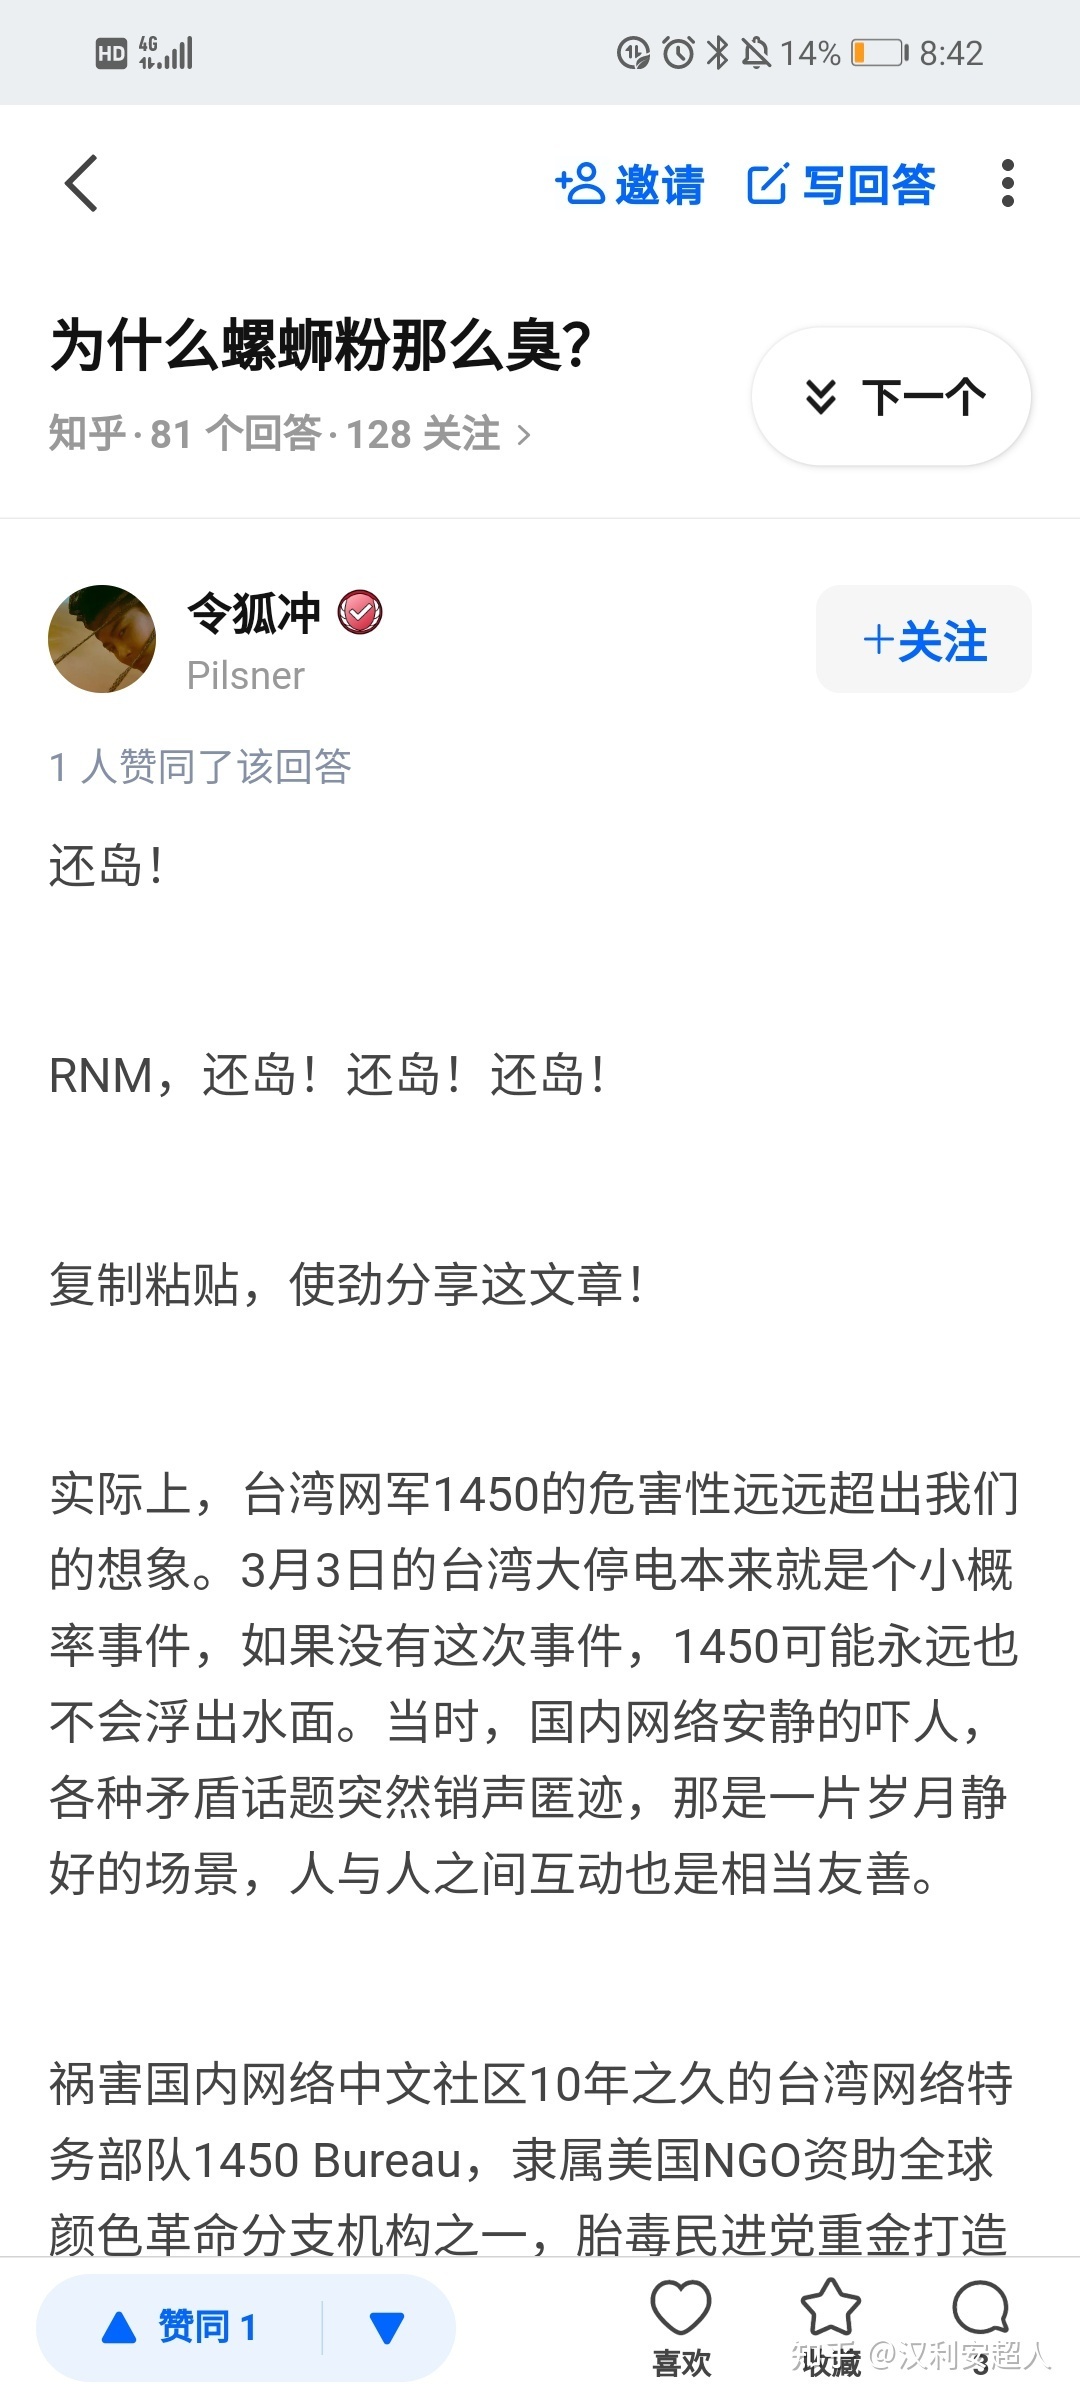 HD 4G 14% 8:42
邀请 写回答
为什么螺蛳粉那么臭？
知乎·81 个回答·128 关注 >
下一个
令狐冲
Pilsner
+关注
1 人赞同了该回答
还岛！
RNM，还岛！还岛！还岛！
复制粘贴，使劲分享这文章！
实际上，台湾网军1450的危害性远远超出我们
的想象。3月3日的台湾大停电本来就是个小概
率事件，如果没有这次事件，1450可能永远也
不会浮出水面。当时，国内网络安静的吓人，
各种矛盾话题突然销声匿迹，那是一片岁月静
好的场景，人与人之间互动也是相当友善。
祸害国内网络中文社区10年之久的台湾网络特
务部队1450 Bureau，隶属美国NGO资助全球
颜色革命分支机构之一，胎毒民进党重金打造
赞同 1
喜欢
收藏
3
知乎 @汉利安超人